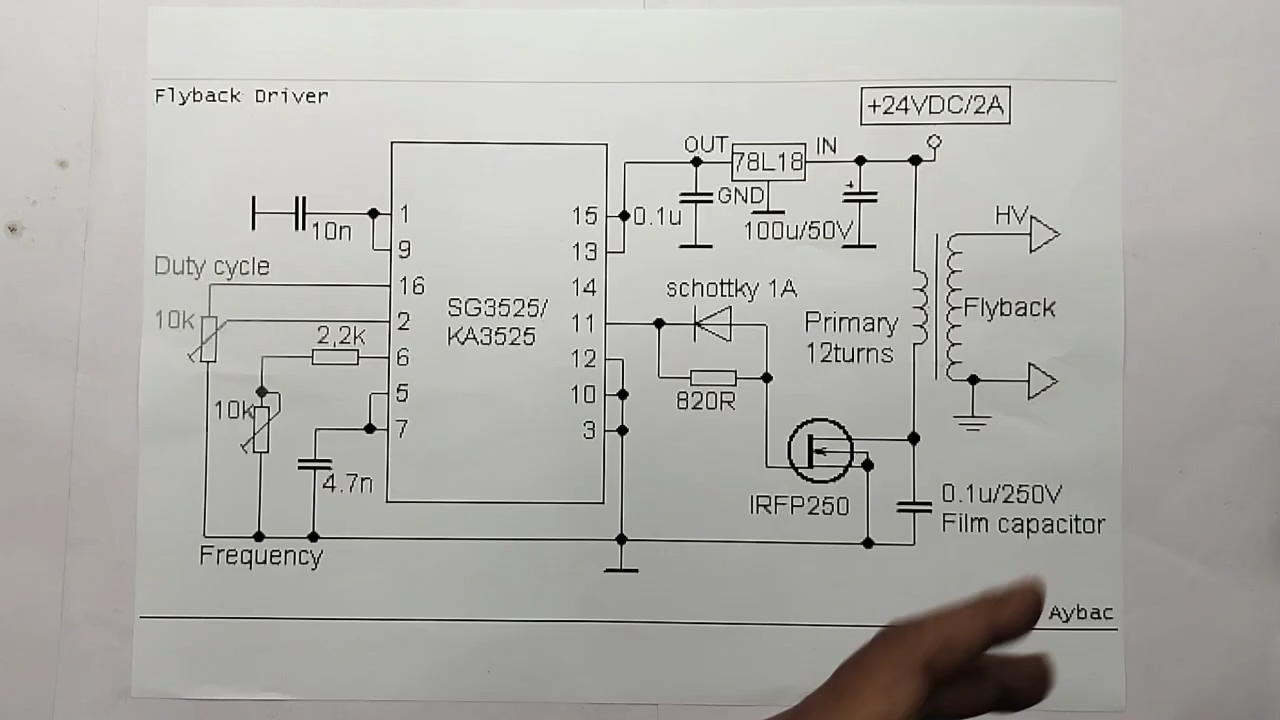 Flyback Driver
+24VDC/2A
OUT
78L18
IN
GND
0.1u
100u/50V
10n
1
9
16
2
6
5
7
15
13
14
11
12
10
3
SG3525/
KA3525
Duty cycle
10k
2,2k
10k
4.7n
Frequency
schottky 1A
820R
Primary
12turns
HV
Flyback
IRFP250
0.1u/250V
Film capacitor
Aybac